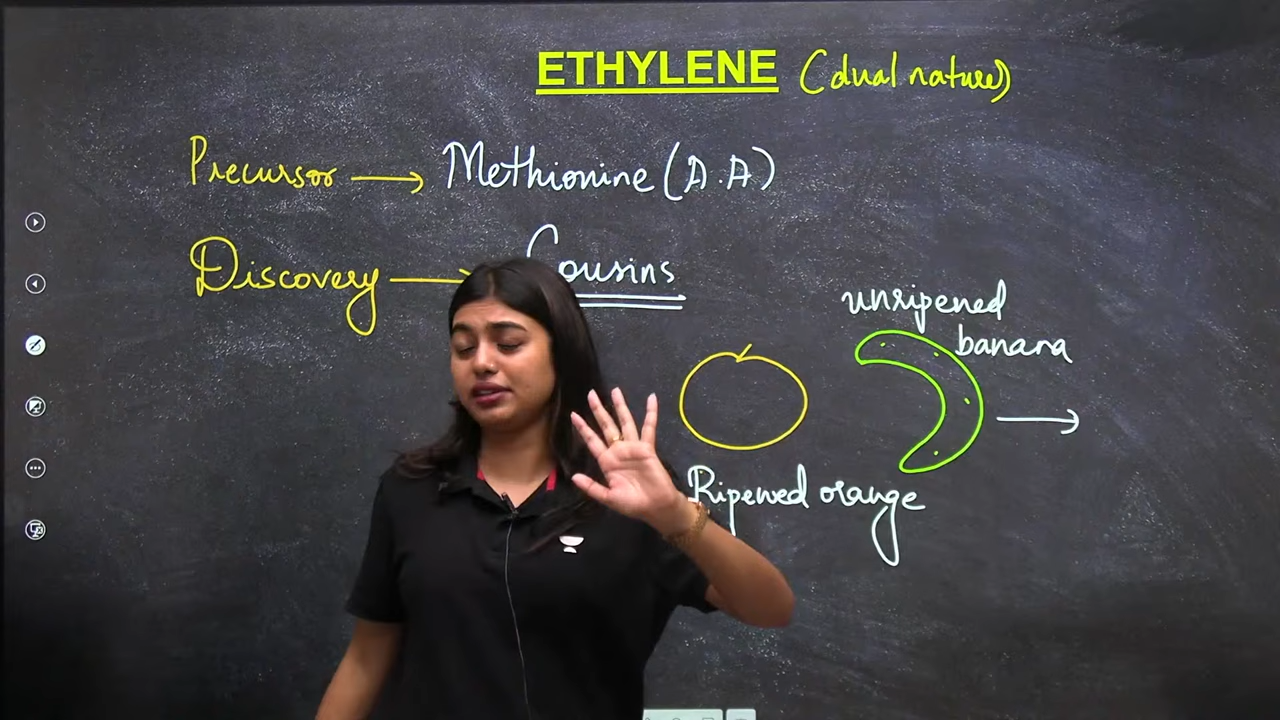 ETHYLENE (dual nature)
Precursor → Methionine (A.A)
Discovery → Cousins
unripened
banana
Ripened orange